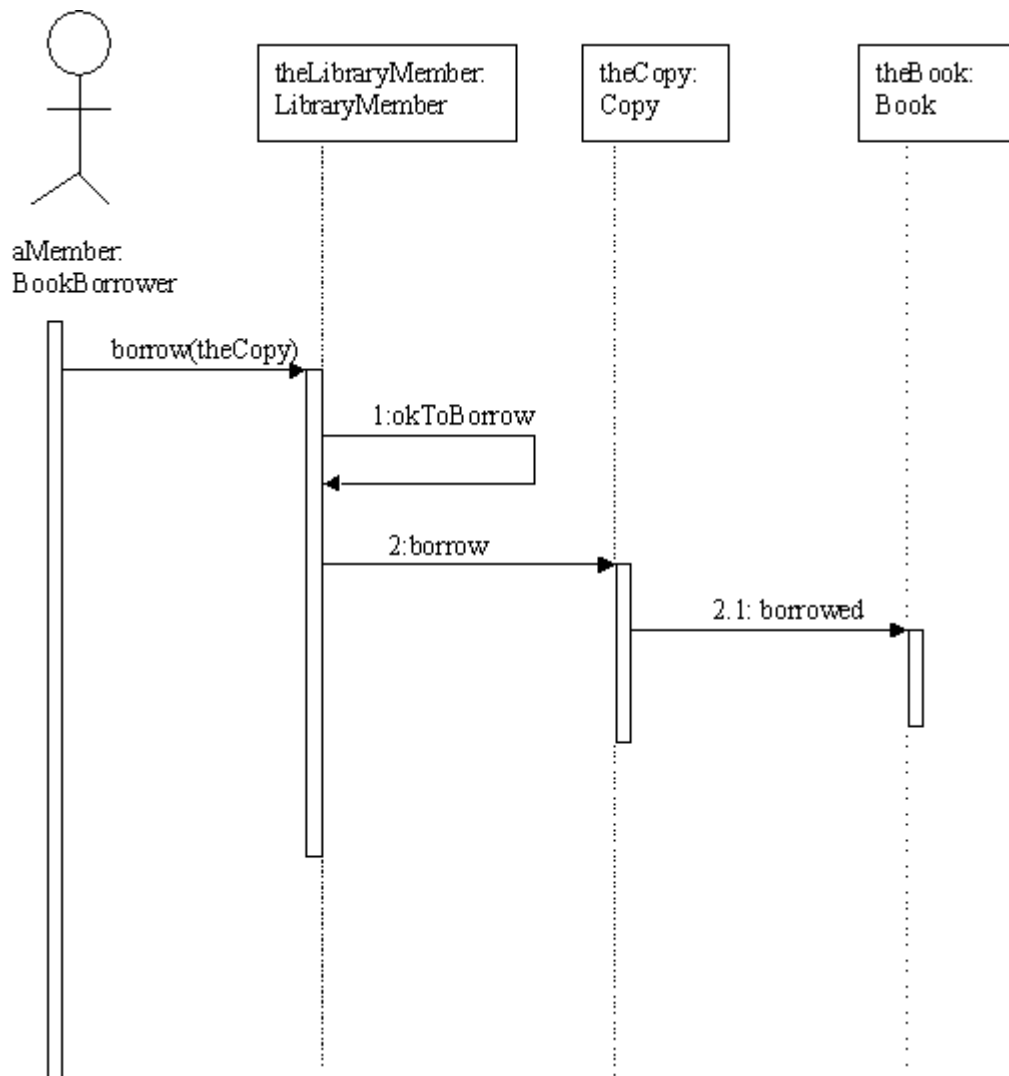 theLibraryMember:
LibraryMember
theCopy:
Copy
theBook:
Book
aMember:
BookBorrower
borrow(theCopy)
1:okToBorrow
2:borrow
2.1: borrowed